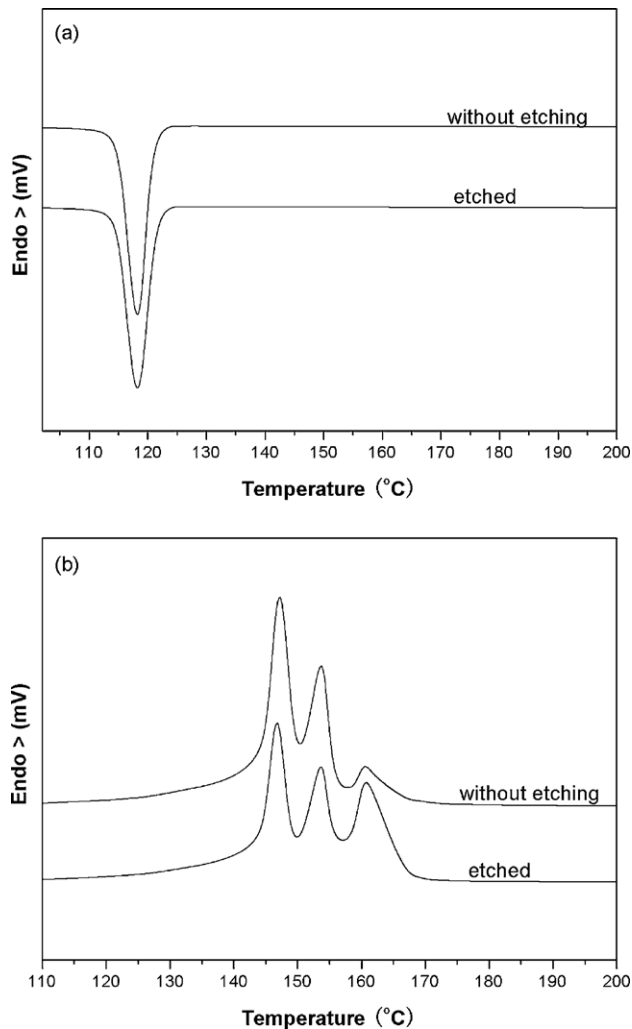 (a)
without etching
etched
Endo > (mV)
110 120 130 140 150 160 170 180 190 200
Temperature (°C)
(b)
without etching
etched
Endo > (mV)
110 120 130 140 150 160 170 180 190 200
Temperature (°C)